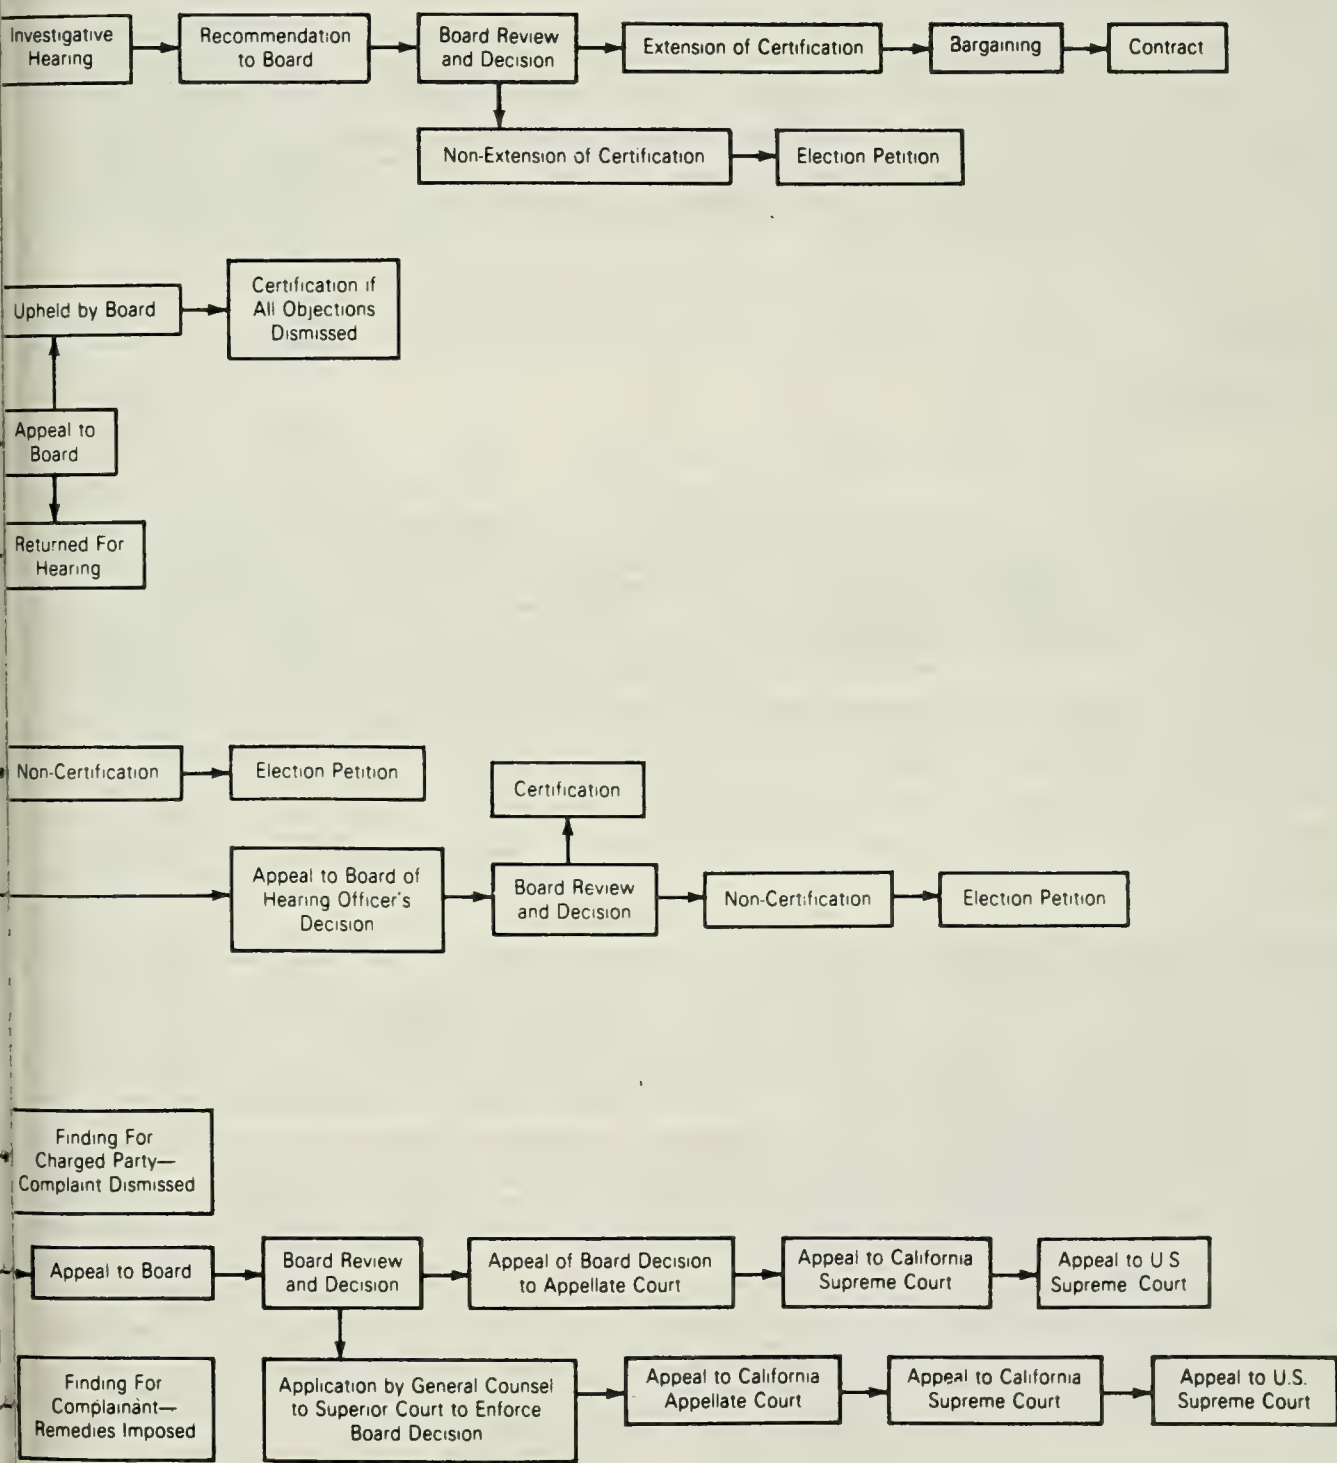 Investigative
Hearing
Recommendation
to Board
Board Review
and Decision
Extension of Certification
Bargaining
Contract
Non-Extension of Certification
Election Petition
Upheld by Board
Certification if
All Objections
Dismissed
Appeal to
Board
Returned For
Hearing
Non-Certification
Election Petition
Certification
Appeal to Board of
Hearing Officer's
Decision
Board Review
and Decision
Non-Certification
Election Petition
Finding For
Charged Party—
Complaint Dismissed
Appeal to Board
Board Review
and Decision
Appeal of Board Decision
to Appellate Court
Appeal to California
Supreme Court
Appeal to U S
Supreme Court
Finding For
Complainant—
Remedies Imposed
Application by General Counsel
to Superior Court to Enforce
Board Decision
Appeal to California
Appellate Court
Appeal to California
Supreme Court
Appeal to U.S.
Supreme Court